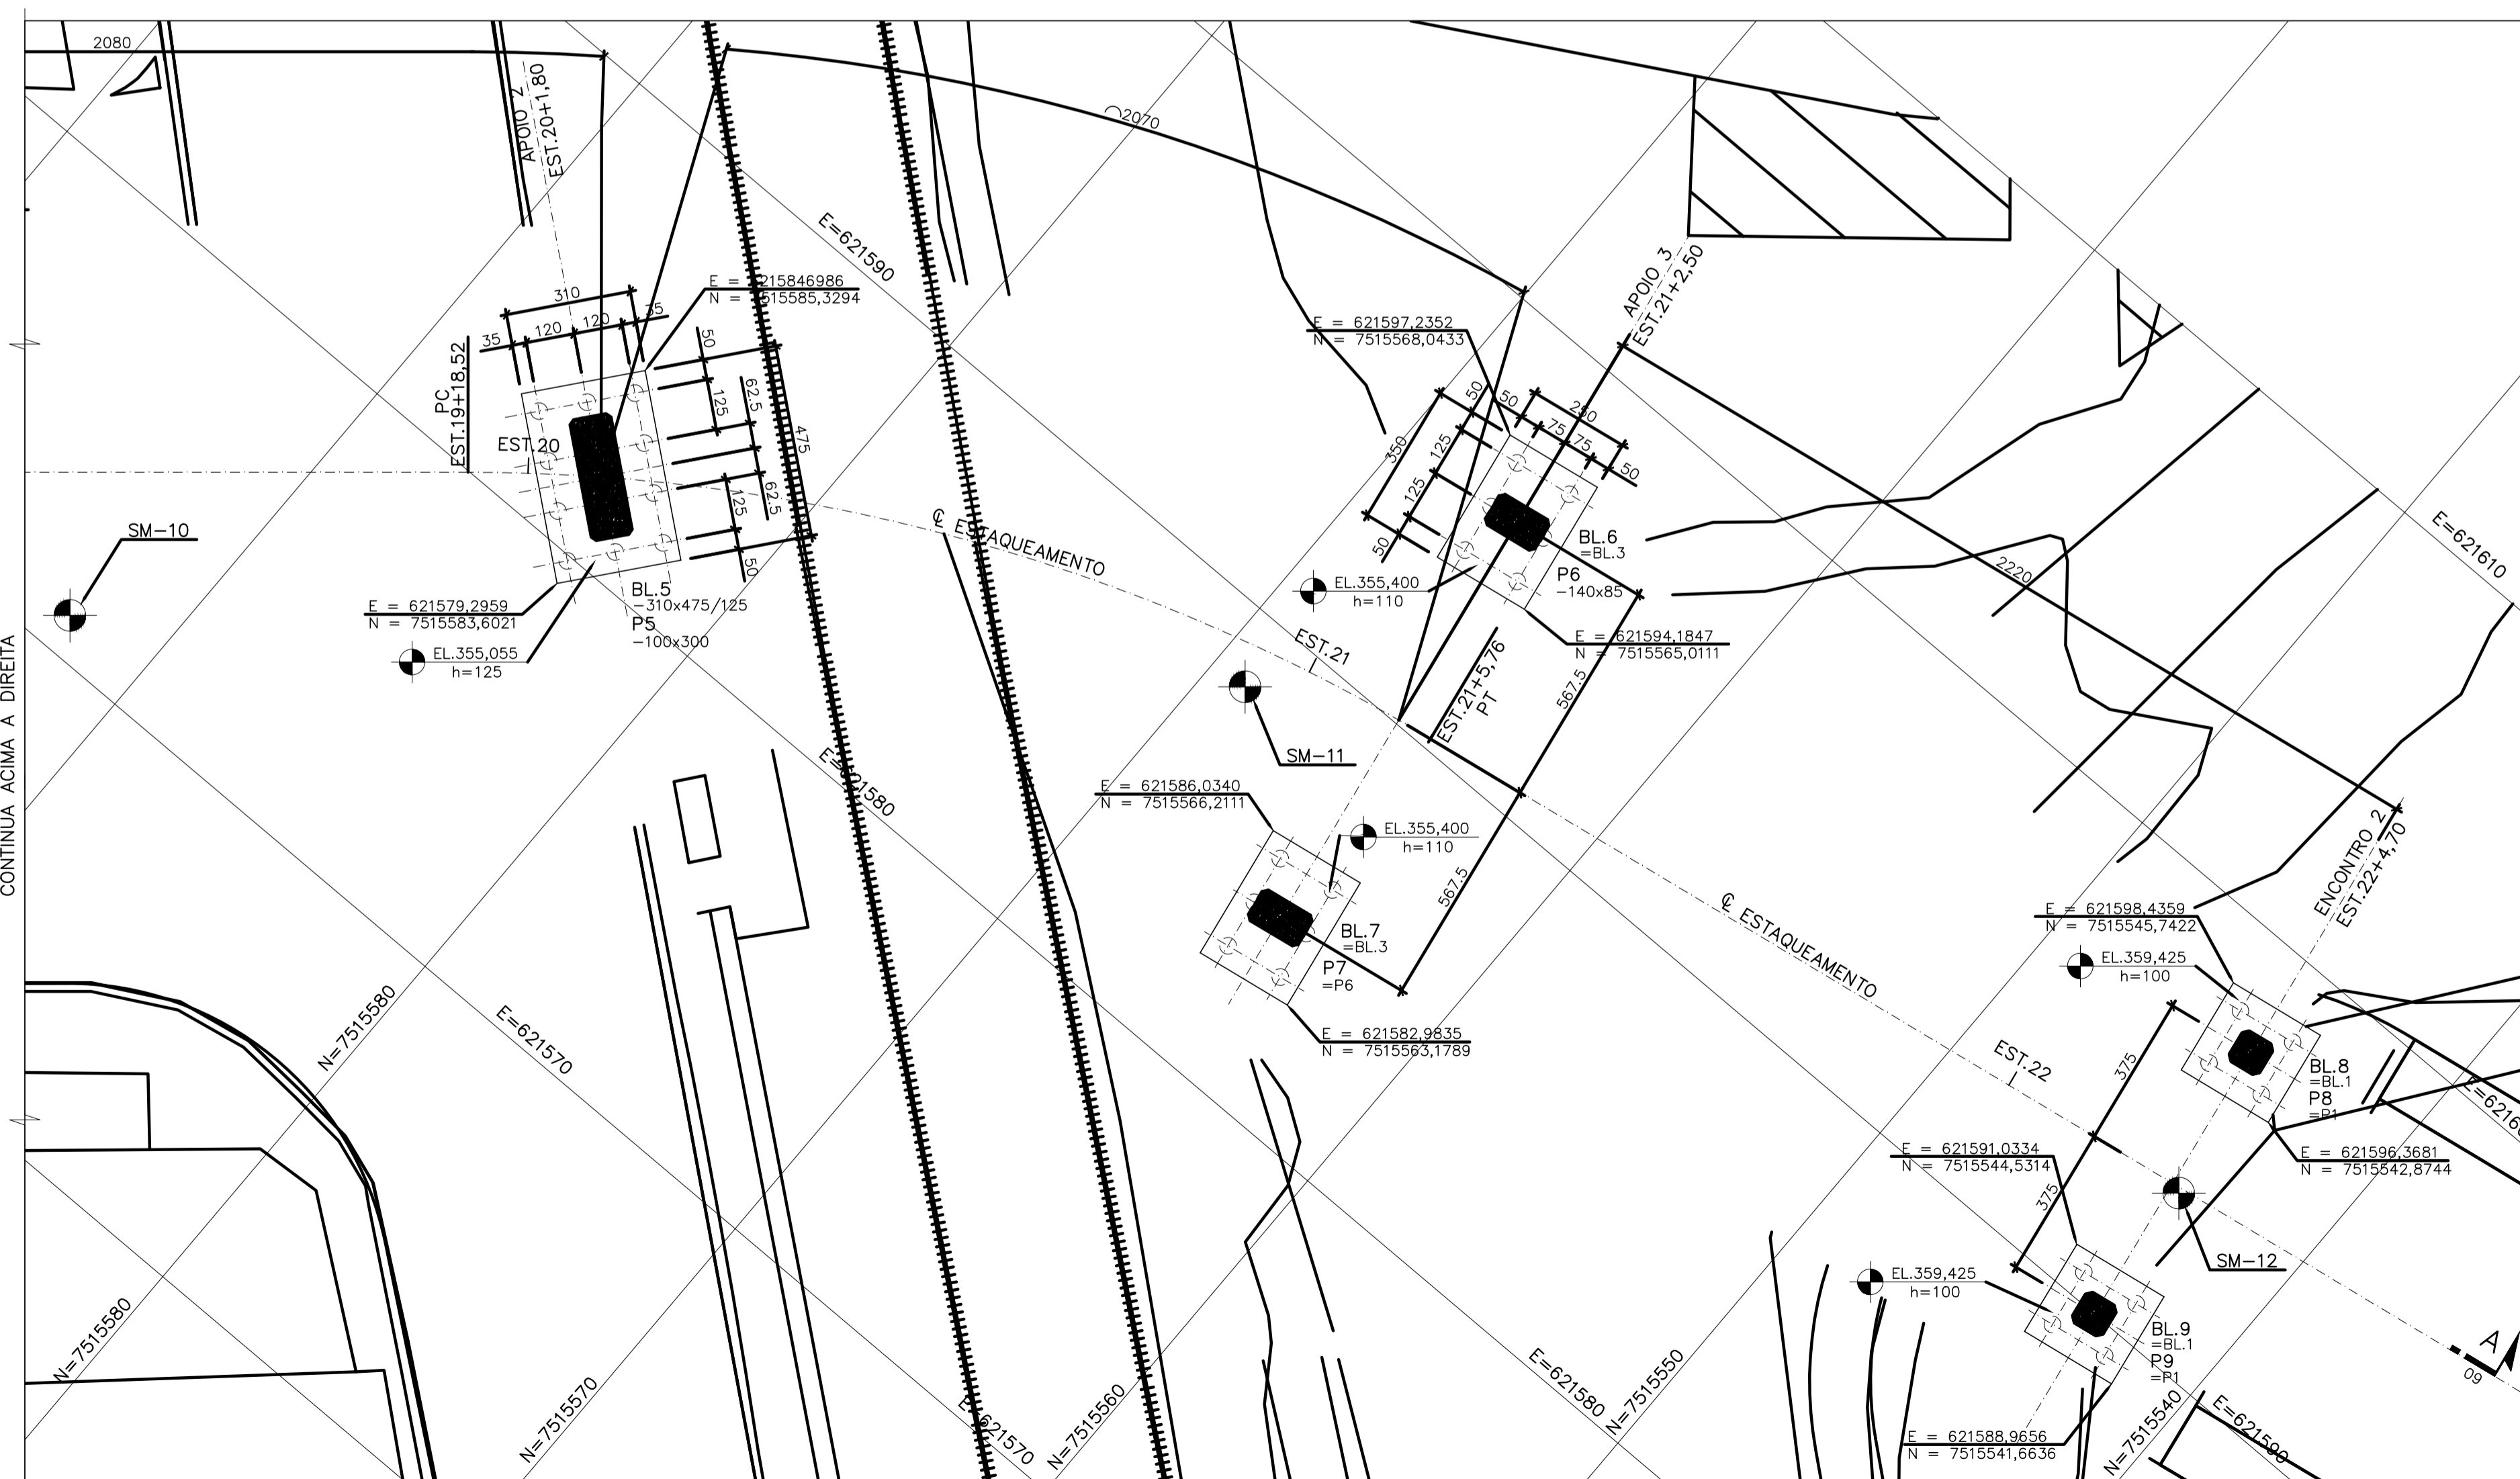 2080
APOIO 2
EST.20+1,80
2070
E=621590
E = 215846986
N = 515585,3294
310
35
120
120
35
50
125
62.5
475
125
62.5
50
PC
EST.19+18,52
EST.20
SM-10
CONTINUA ACIMA A DIREITA
E = 621579,2959
N = 7515583,6021
EL.355,055
h=125
BL.5
-310x475/125
P5
-100x300
℄ ESTAQUEAMENTO
APOIO 3
EST.21+2,50
E = 621597,2352
N = 7515568,0433
350
50
125
125
50
50
250
75
75
50
BL.6
=BL.3
P6
-140x85
EL.355,400
h=110
E = 621594,1847
N = 7515565,0111
EST.21
EST.21+5,76
PT
567.5
567.5
SM-11
E=621610
2220
E=621580
E = 621586,0340
N = 7515566,2111
EL.355,400
h=110
BL.7
=BL.3
P7
=P6
E = 621582,9835
N = 7515563,1789
℄ ESTAQUEAMENTO
ENCONTRO 2
EST.22+4,70
E = 621598,4359
N = 7515545,7422
EL.359,425
h=100
375
375
EST.22
BL.8
=BL.1
P8
=P1
E=62160
E = 621596,3681
N = 7515542,8744
E = 621591,0334
N = 7515544,5314
SM-12
EL.359,425
h=100
BL.9
=BL.1
P9
=P1
A
09
E = 621588,9656
N = 7515541,6636
N=7515580
E=621570
N=7515580
N=7515570
E=621570
N=7515560
E=621580
N=7515550
N=7515540
E=621590